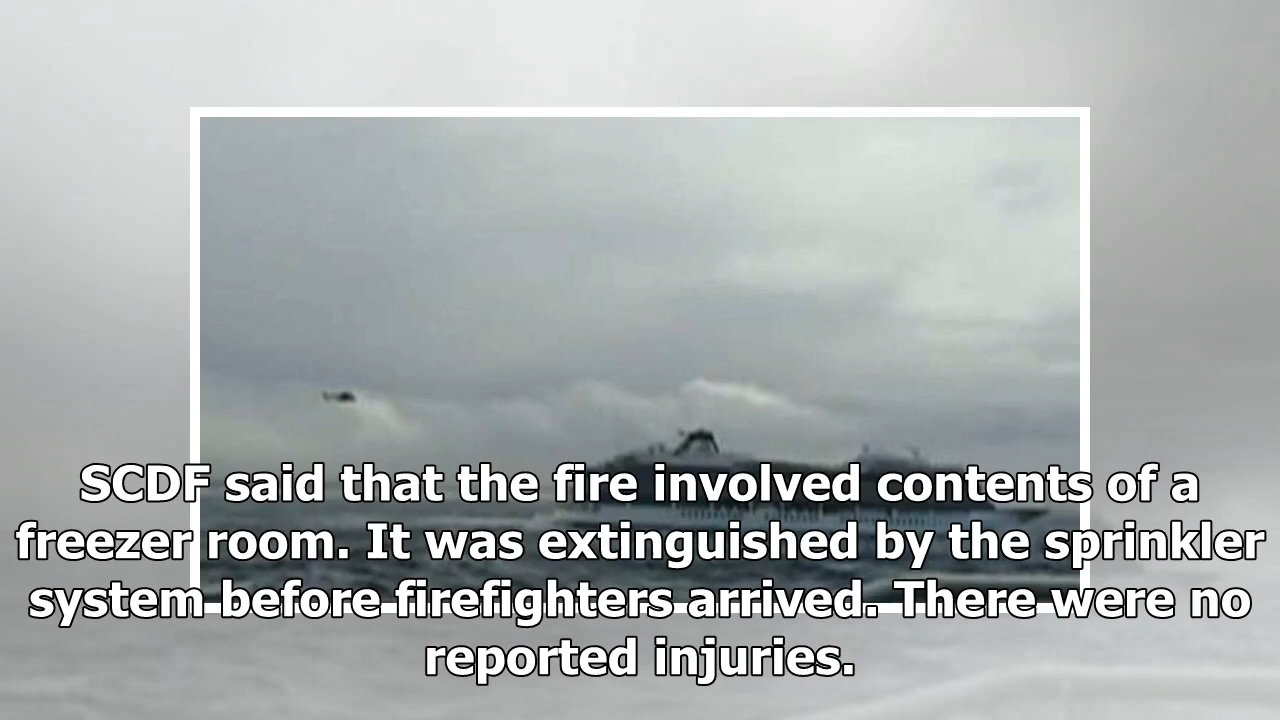 SCDF said that the fire involved contents of a
freezer room. It was extinguished by the sprinkler
system before firefighters arrived. There were no
reported injuries.